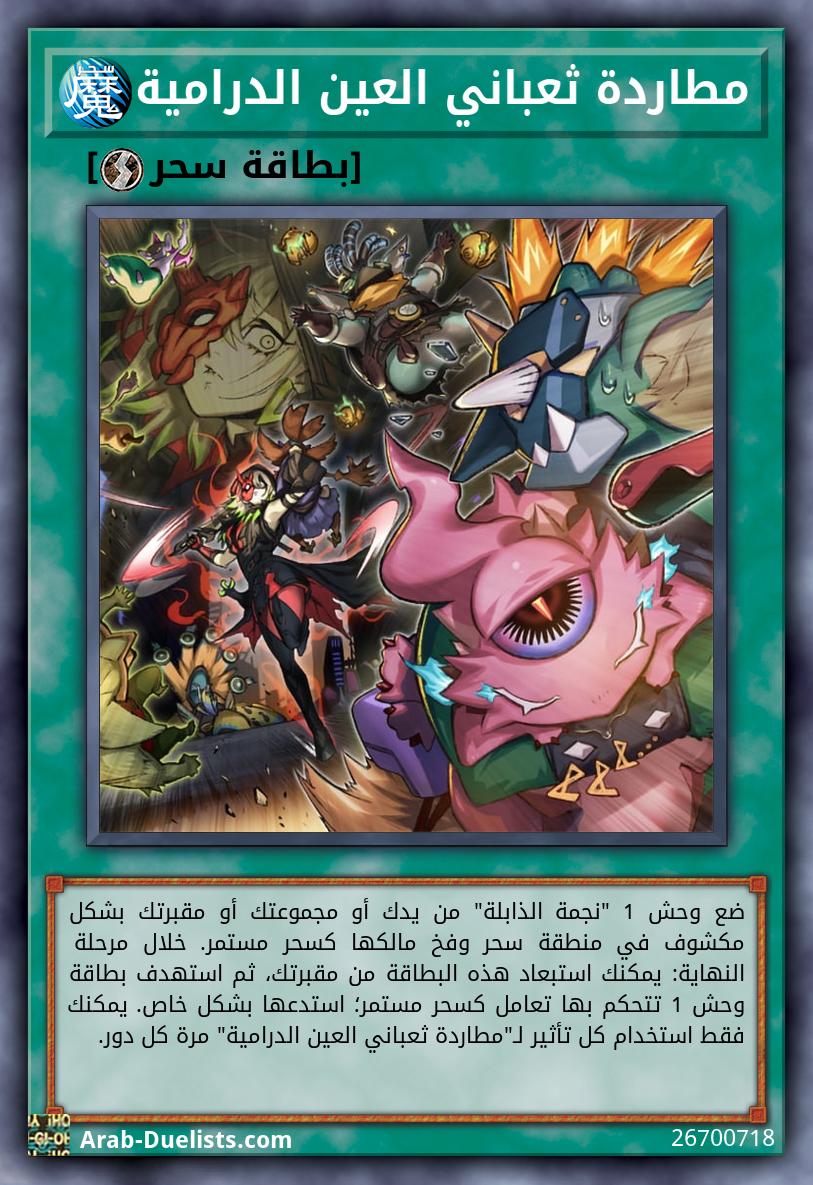 مطاردة ثعباني العين الدرامية
魔
[بطاقة سحر]
ضع وحش 1 "نجمة الذابلة" من يدك أو مجموعتك أو مقبرتك بشكل
مكشوف في منطقة سحر وفخ مالكها كسحر مستمر. خلال مرحلة
النهاية: يمكنك استبعاد هذه البطاقة من مقبرتك، ثم استهدف بطاقة
وحش 1 تتحكم بها تعامل كسحر مستمر؛ استدعها بشكل خاص. يمكنك
فقط استخدام كل تأثير لـ"مطاردة ثعباني العين الدرامية" مرة كل دور.
Arab-Duelists.com
26700718